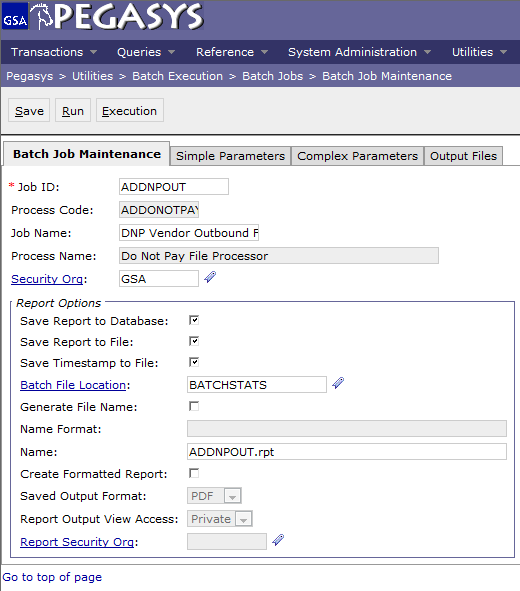 GSA PEGASYS
Transactions Queries Reference System Administration Utilities
Pegasys > Utilities > Batch Execution > Batch Jobs > Batch Job Maintenance
Save Run Execution
Batch Job Maintenance Simple Parameters Complex Parameters Output Files
* Job ID: ADDNPOUT
Process Code: ADDONOTPAY
Job Name: DNP Vendor Outbound F
Process Name: Do Not Pay File Processor
Security Org: GSA
Report Options
Save Report to Database:
Save Report to File:
Save Timestamp to File:
Batch File Location: BATCHSTATS
Generate File Name:
Name Format:
Name: ADDNPOUT.rpt
Create Formatted Report:
Saved Output Format: PDF
Report Output View Access: Private
Report Security Org:
Go to top of page